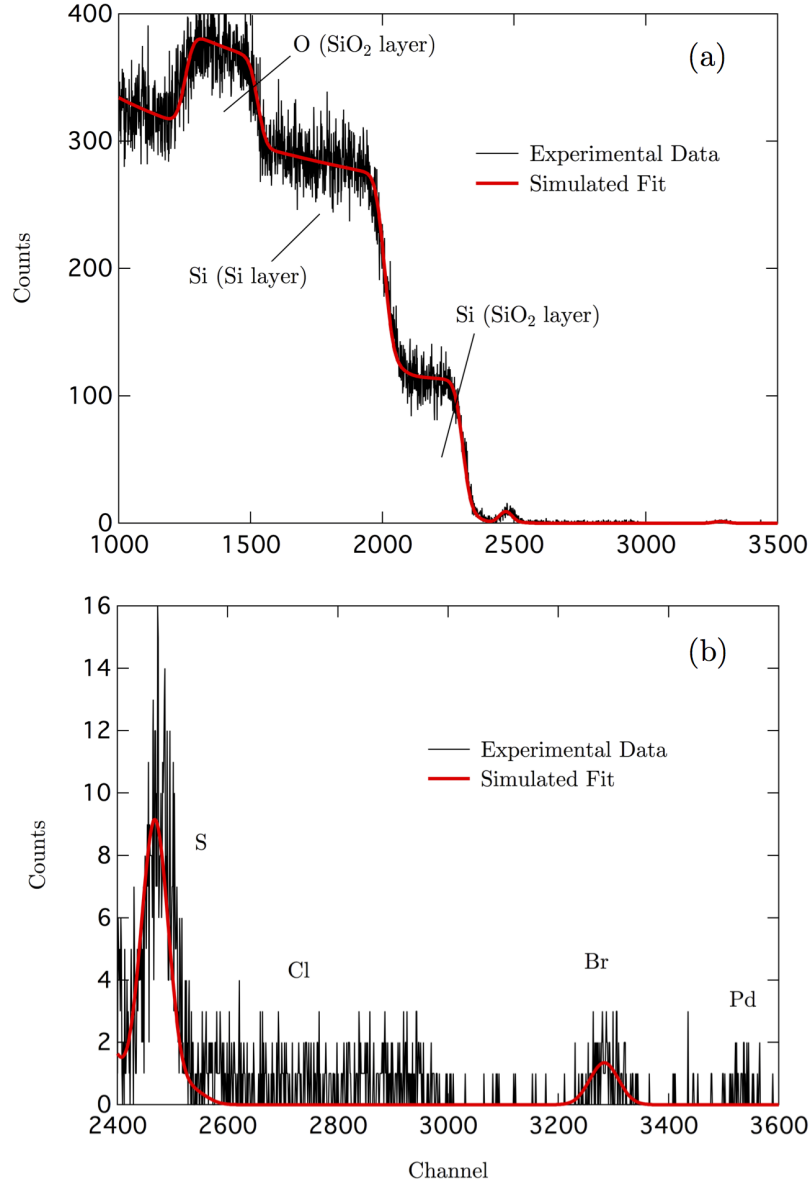 400
300
200
100
0
Counts
O (SiO₂ layer)
(a)
Experimental Data
Simulated Fit
Si (Si layer)
Si (SiO₂ layer)
1000 1500 2000 2500 3000 3500
16
14
12
10
8
6
4
2
0
Counts
(b)
Experimental Data
Simulated Fit
S
Cl
Br
Pd
2400 2600 2800 3000 3200 3400 3600
Channel